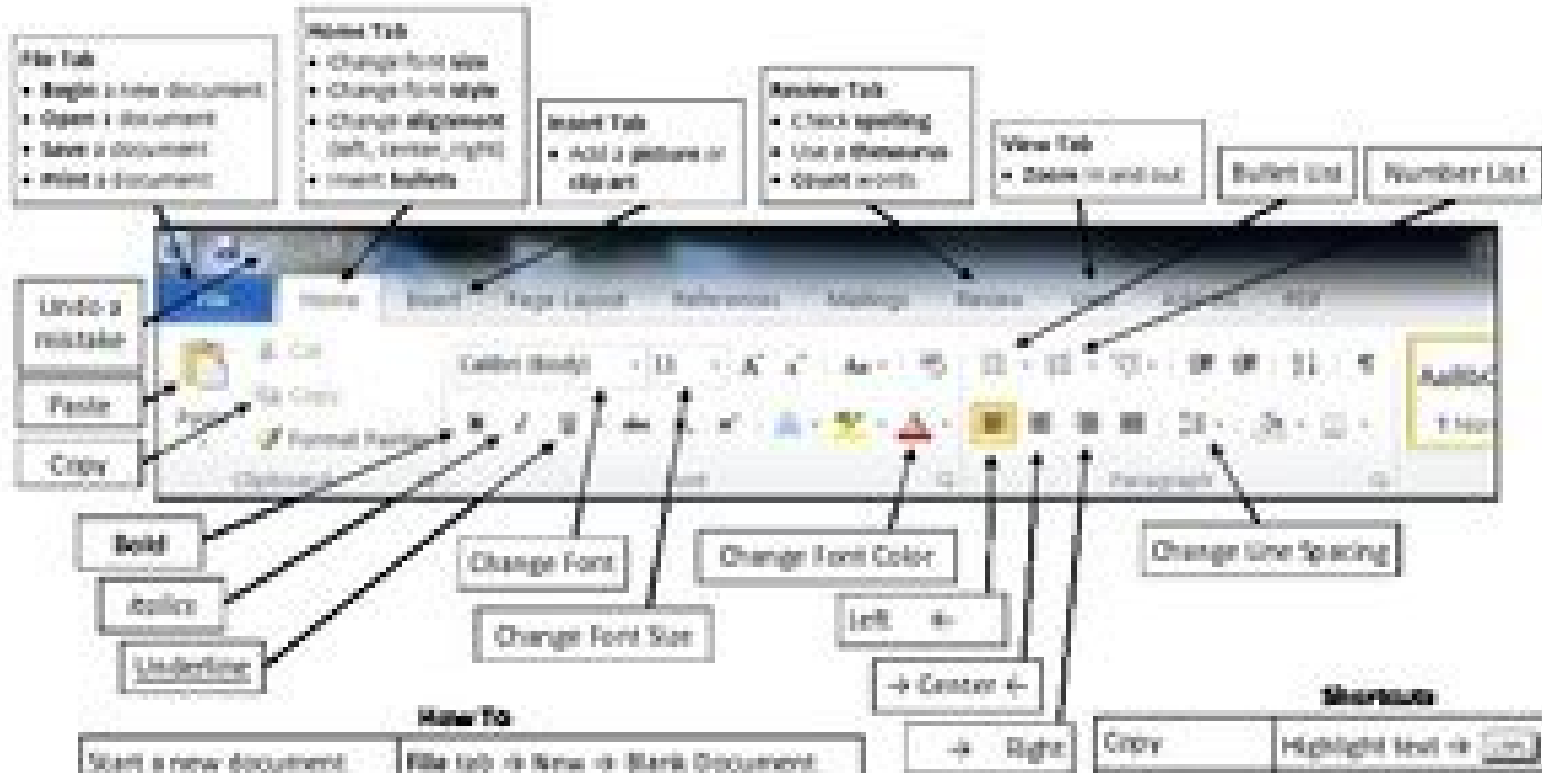 File Tab
• Begin a new document
• Open a document
• Save a document
• Print a document
Home Tab
• Change font size
• Change font style
• Change alignment
(left, center, right)
• Insert bullets
Insert Tab
• Add a picture or
clip art
Review Tab
• Check spelling
• Use a thesaurus
• Count words
View Tab
• Zoom in and out
Bullet List
Number List
Undo a
mistake
Paste
Copy
Home
Insert
Page Layout
References
Mailings
Review
Cut
Copy
Format Painter
Clipboard
Calibri (Body)
Paragraph
Bold
Italics
Underline
Change Font
Change Font Size
Change Font Color
Left ←
→ Center ←
→ Right
Change Line Spacing
How To
Start a new document
File tab → New → Blank Document
Shortcuts
Copy
Highlight text →